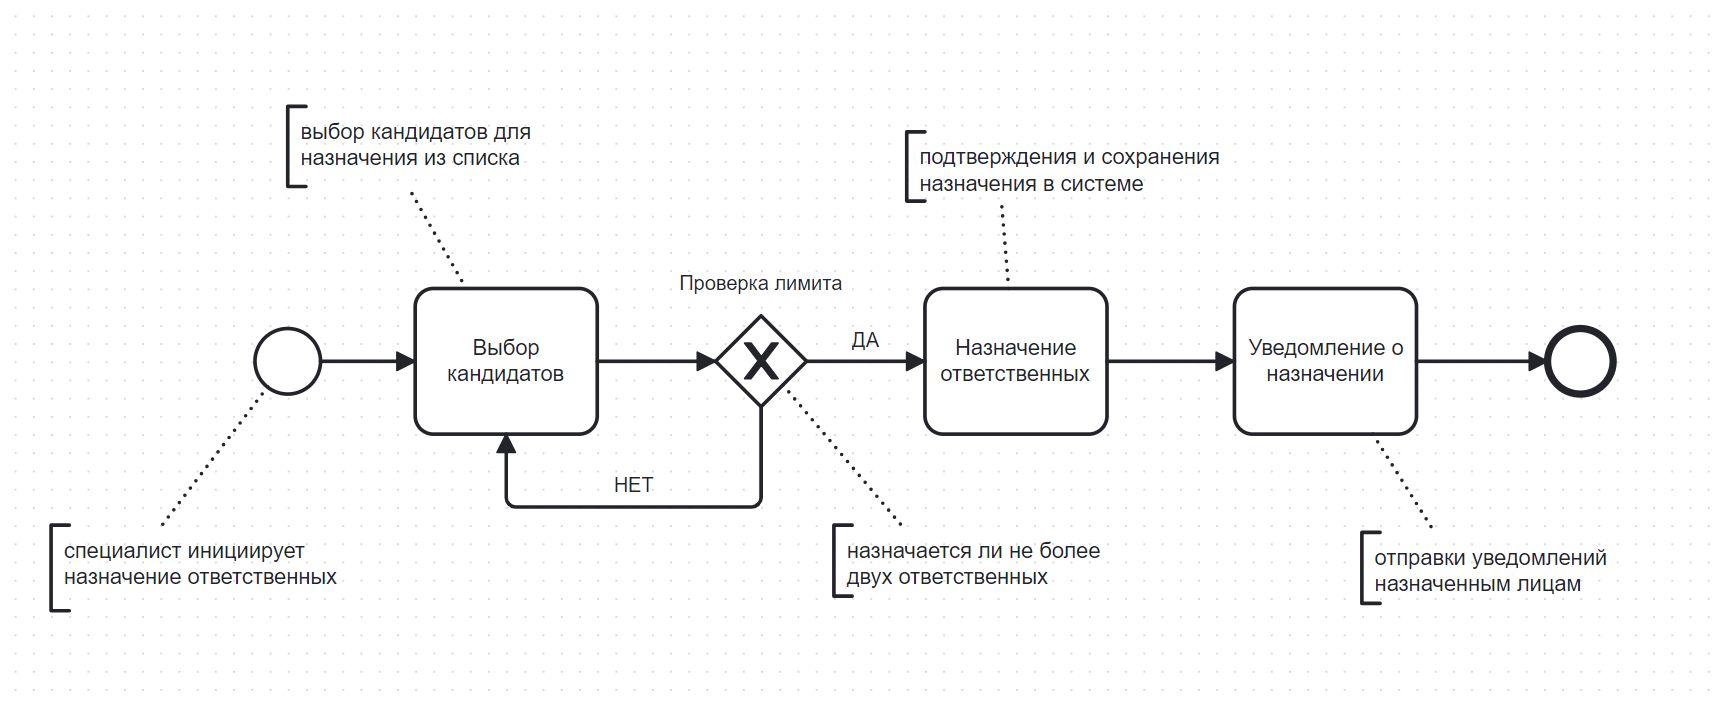 выбор кандидатов для
назначения из списка
подтверждения и сохранения
назначения в системе
Проверка лимита
Выбор
кандидатов
ДА
Назначение
ответственных
Уведомление о
назначении
НЕТ
специалист инициирует
назначение ответственных
назначается ли не более
двух ответственных
отправки уведомлений
назначенным лицам